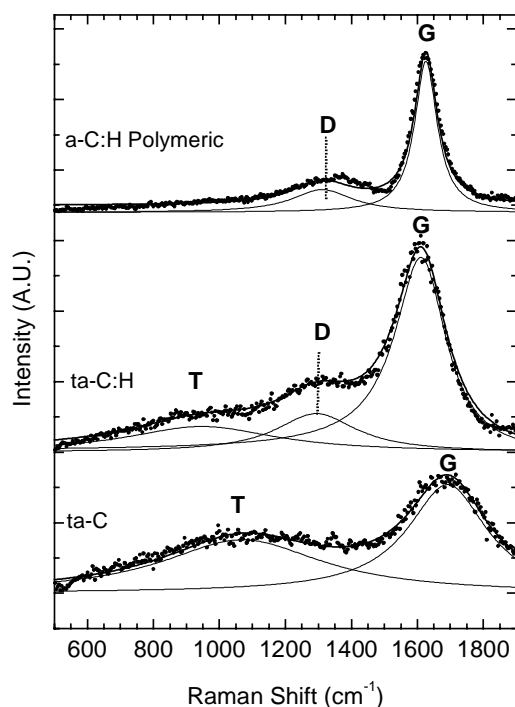 G
D
a-C:H Polymeric
G
D
T
ta-C:H
G
T
ta-C
Intensity (A.U.)
600 800 1000 1200 1400 1600 1800
Raman Shift (cm⁻¹)